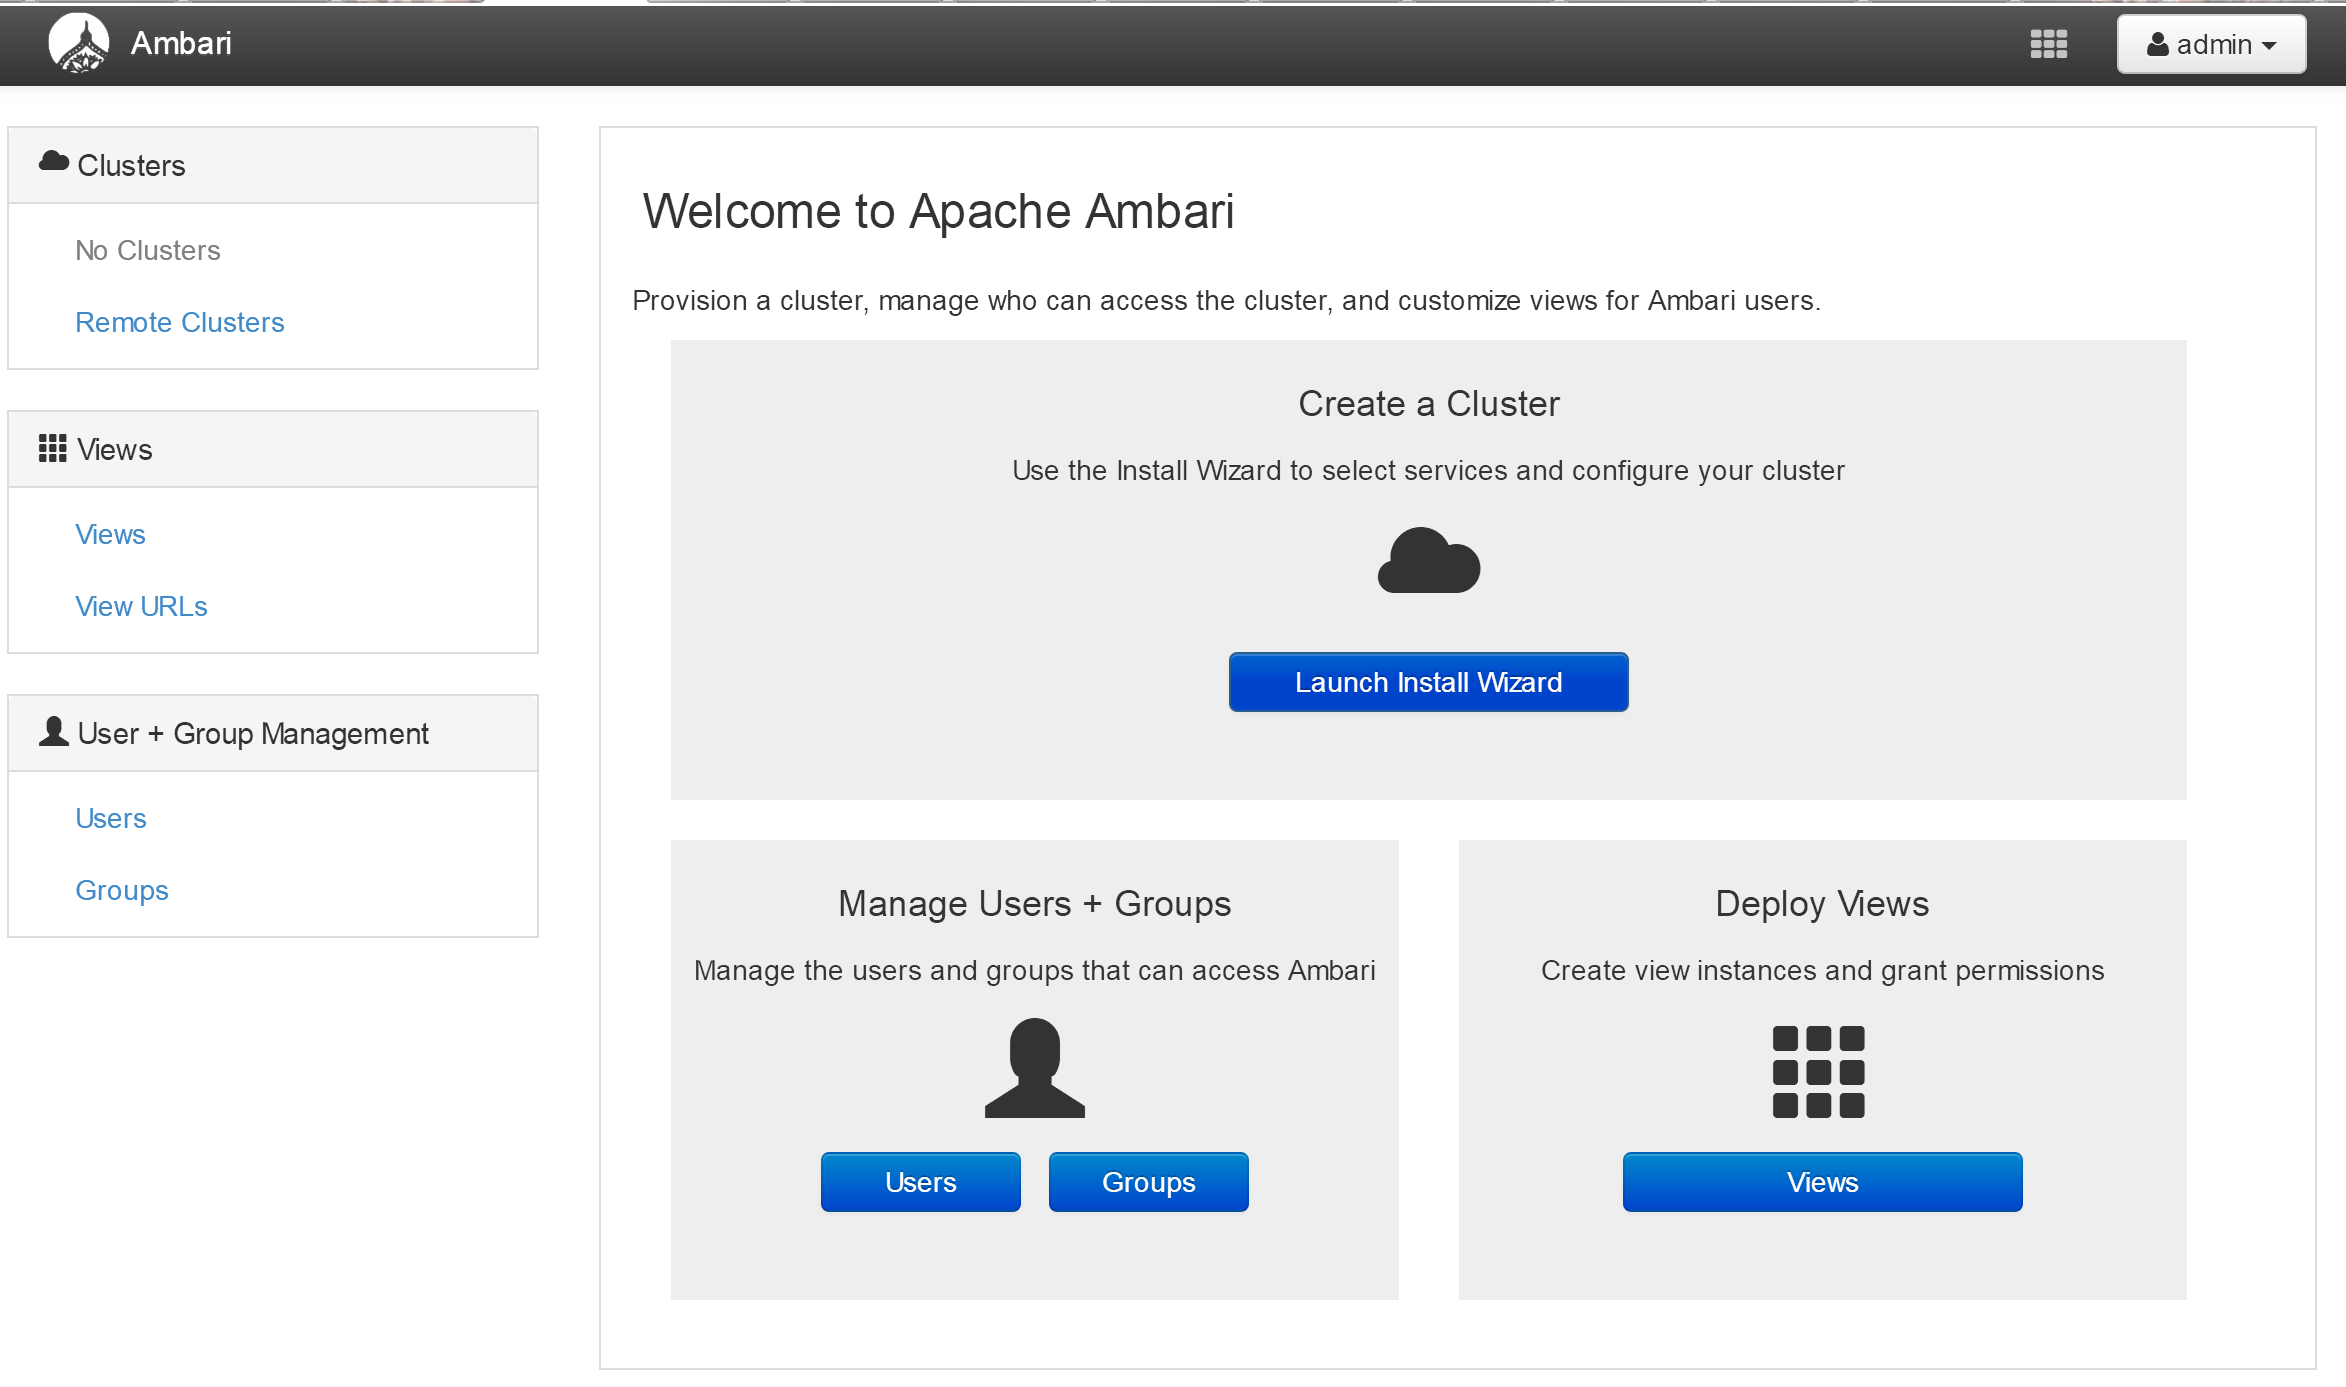 Ambari
admin
Clusters
No Clusters
Remote Clusters
Views
Views
View URLs
User + Group Management
Users
Groups
Welcome to Apache Ambari
Provision a cluster, manage who can access the cluster, and customize views for Ambari users.
Create a Cluster
Use the Install Wizard to select services and configure your cluster
Launch Install Wizard
Manage Users + Groups
Manage the users and groups that can access Ambari
Users
Groups
Deploy Views
Create view instances and grant permissions
Views